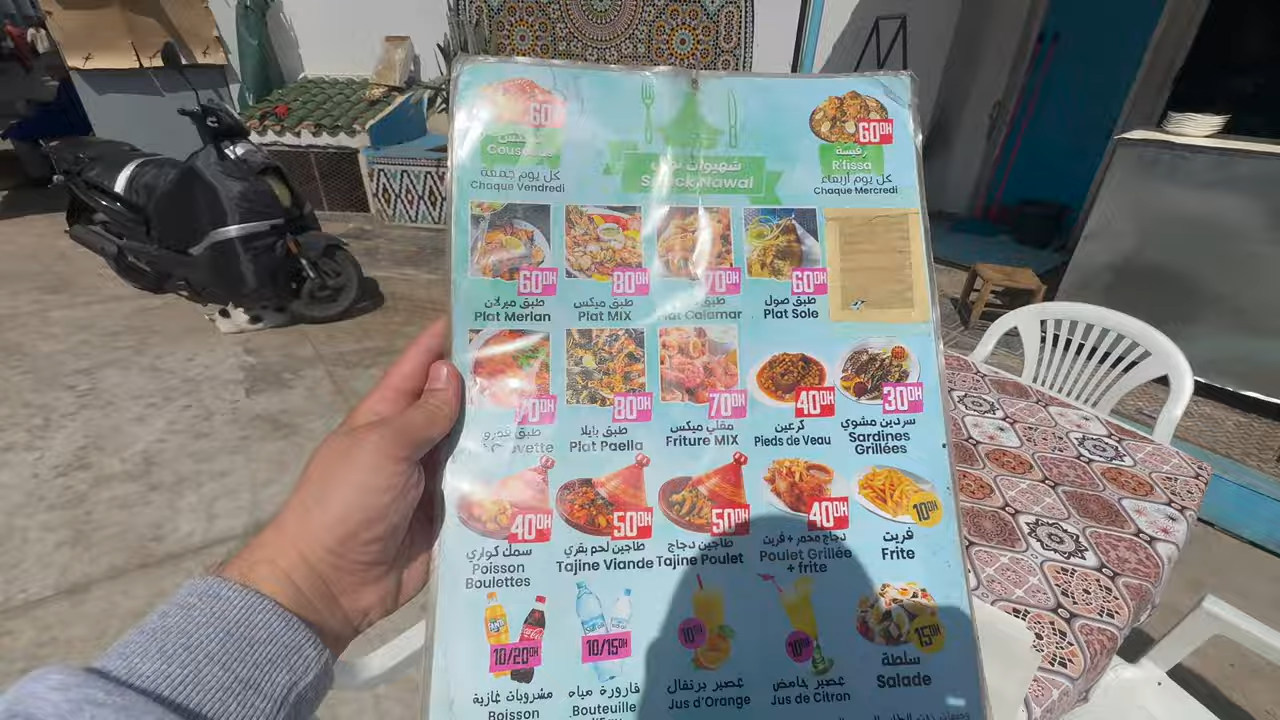 60
60DH
Couscous
Snack Nawal
رفيسة
R'fissa
كل يوم جمعة
Chaque Vendredi
كل يوم أربعاء
Chaque Mercredi
60DH
80DH
70DH
60DH
طبق ميرلان
Plat Merlan
طبق ميكس
Plat MIX
طبق
Calamar
طبق صول
Plat Sole
70DH
80DH
70DH
40DH
30DH
طبق
طبق بايلا
Plat Paella
مقلي ميكس
Friture MIX
كرعين
Pieds de Veau
سردين مشوي
Sardines
Grillées
40DH
50DH
50DH
40DH
10DH
سمك كواري
Poisson
Boulettes
طاجين لحم بقري
Tajine Viande
طاجين دجاج
Tajine Poulet
دجاج محمر + فريت
Poulet Grillée
+ frite
فريت
Frite
10/20DH
10/15DH
10DH
10DH
15DH
مشروبات غازية
Boisson
قارورة مياه
Bouteuille
d'Eau
عصير برتقال
Jus d'Orange
عصير حامض
Jus de Citron
سلطة
Salade